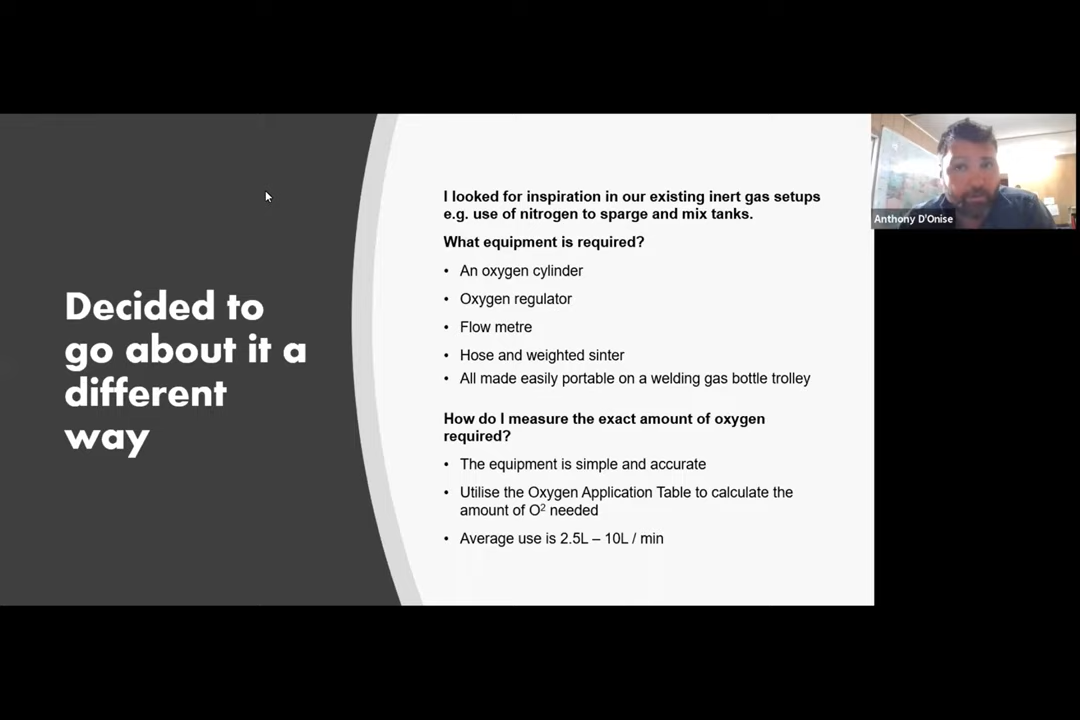 Decided to
go about it a
different
way
I looked for inspiration in our existing inert gas setups
e.g. use of nitrogen to sparge and mix tanks.
What equipment is required?
• An oxygen cylinder
• Oxygen regulator
• Flow metre
• Hose and weighted sinter
• All made easily portable on a welding gas bottle trolley
How do I measure the exact amount of oxygen
required?
• The equipment is simple and accurate
• Utilise the Oxygen Application Table to calculate the
amount of O² needed
• Average use is 2.5L – 10L / min
Anthony D'Onise